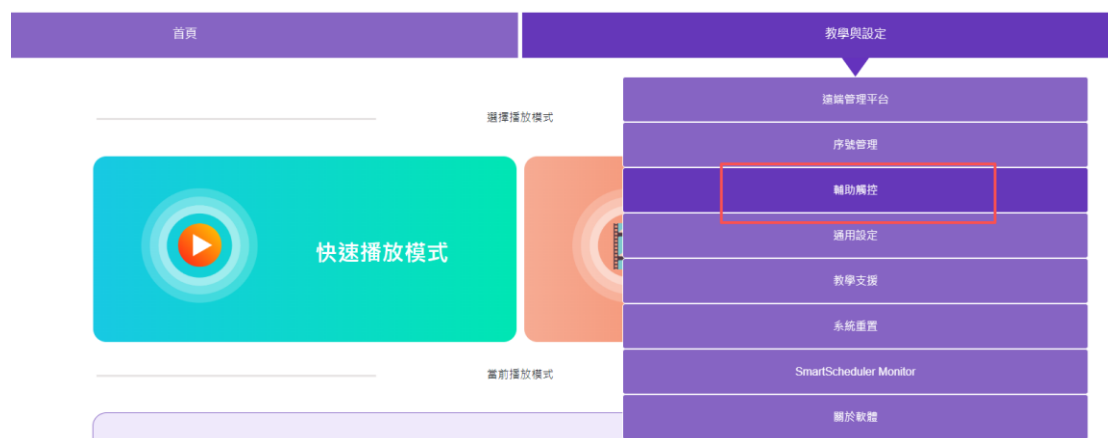 首頁
教學與設定
選擇播放模式
快速播放模式
當前播放模式
遠端管理平台
序號管理
輔助觸控
通用設定
教學支援
系統重置
SmartScheduler Monitor
關於軟體